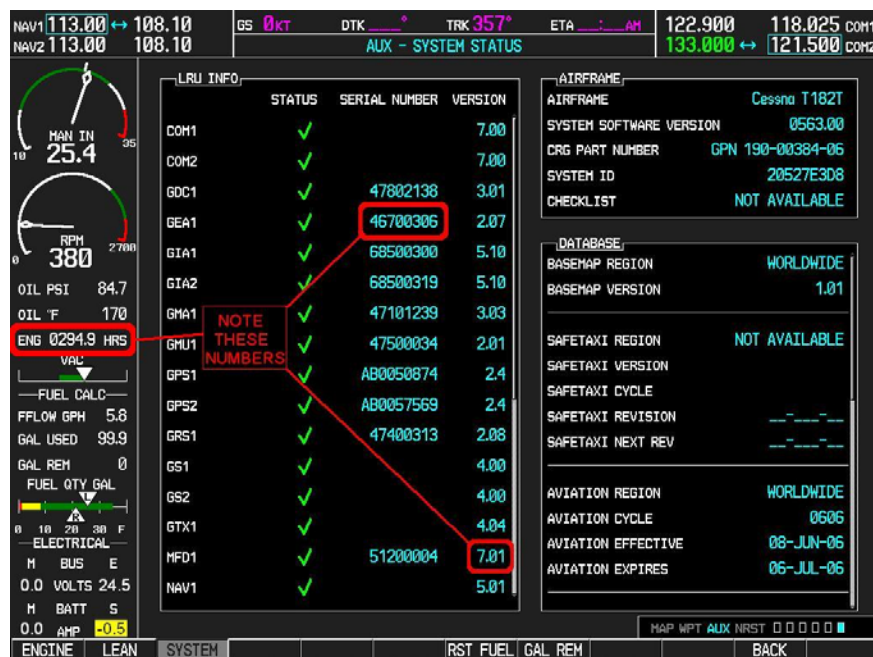 NAV1 113.00 ↔ 108.10 GS 0KT DTK ___° TRK 357° ETA __:__AM 122.900 118.025 COM1
NAV2 113.00 108.10 AUX - SYSTEM STATUS 133.000 ↔ 121.500 COM2
MAN IN
10 25.4 35
RPM
0 380 2700
OIL PSI 84.7
OIL °F 170
ENG 0294.9 HRS
VAC
FUEL CALC
FFLOW GPH 5.8
GAL USED 99.9
GAL REM 0
FUEL QTY GAL
L
R
0 10 20 30 F
ELECTRICAL
M BUS E
0.0 VOLTS 24.5
M BATT S
0.0 AMP -0.5
LRU INFO
STATUS SERIAL NUMBER VERSION
COM1 ✓ 7.00
COM2 ✓ 7.00
GDC1 ✓ 47802138 3.01
GEA1 ✓ 46700306 2.07
GIA1 ✓ 68500300 5.10
GIA2 ✓ 68500319 5.10
GMA1 ✓ 47101239 3.03
GMU1 ✓ 47500034 2.01
GPS1 ✓ AB0050874 2.4
GPS2 ✓ AB0057569 2.4
GRS1 ✓ 47400313 2.08
GS1 ✓ 4.00
GS2 ✓ 4.00
GTX1 ✓ 4.04
MFD1 ✓ 51200004 7.01
NAV1 ✓ 5.01
NOTE
THESE
NUMBERS
AIRFRAME
AIRFRAME Cessna T182T
SYSTEM SOFTWARE VERSION 0563.00
CRG PART NUMBER GPN 190-00384-06
SYSTEM ID 20527E3D8
CHECKLIST NOT AVAILABLE
DATABASE
BASEMAP REGION WORLDWIDE
BASEMAP VERSION 1.01
SAFETAXI REGION NOT AVAILABLE
SAFETAXI VERSION
SAFETAXI CYCLE
SAFETAXI REVISION __-___-__
SAFETAXI NEXT REV __-___-__
AVIATION REGION WORLDWIDE
AVIATION CYCLE 0606
AVIATION EFFECTIVE 08-JUN-06
AVIATION EXPIRES 06-JUL-06
MAP WPT AUX NRST
ENGINE LEAN SYSTEM RST FUEL GAL REM BACK